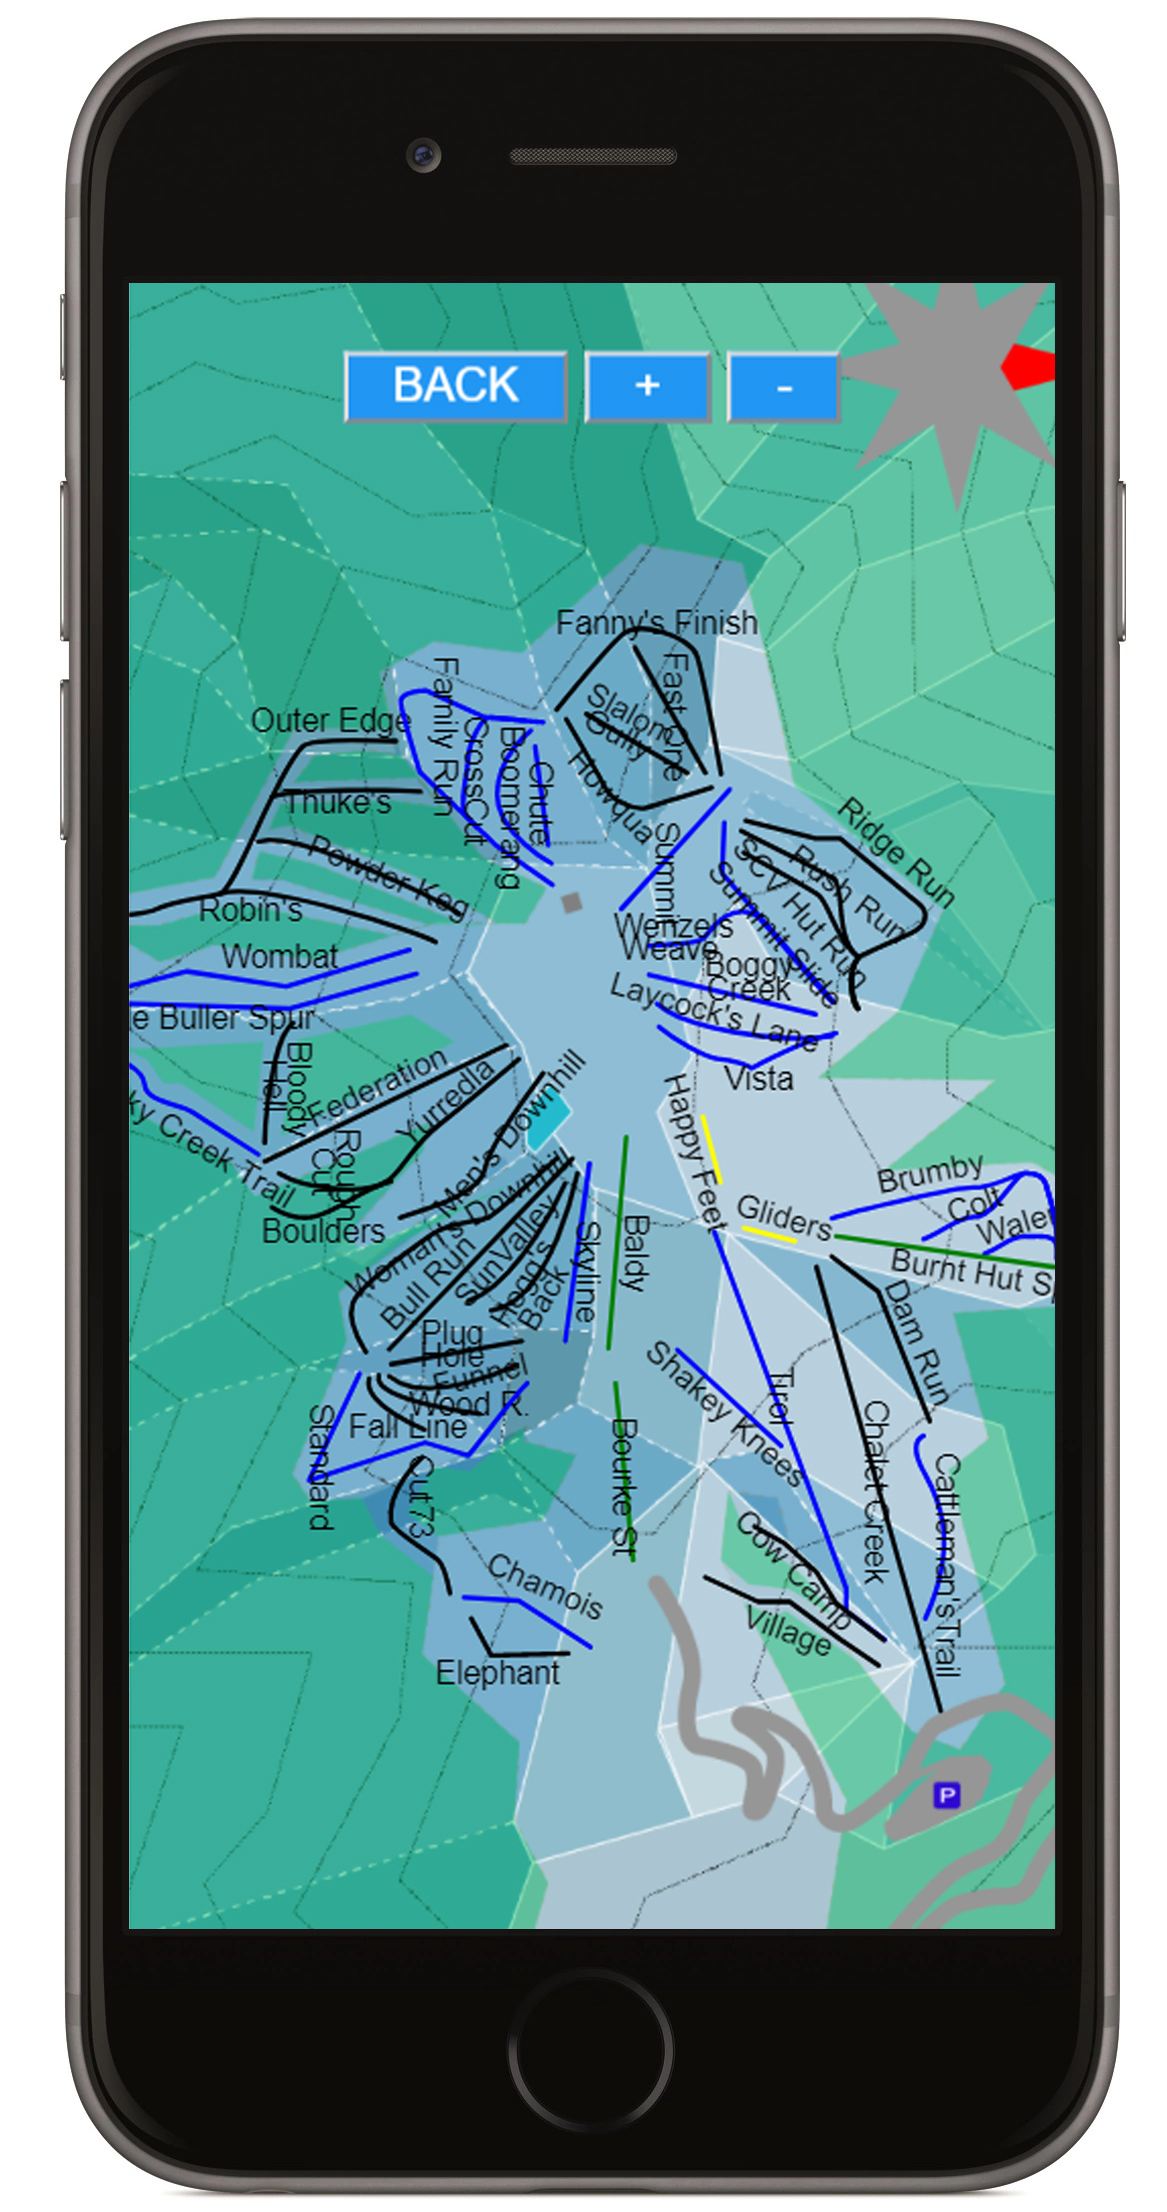 BACK
+
-
Fanny's Finish
Family Run
Fast One
Slalom
Gully
Outer Edge
CrossCut
Boomerang
Chute
Howqua
Thuke's
Ridge Run
Powder Keg
Summit
Rush Run
SCV Hut Run
Summit Slide
Robin's
Wenzels
Weave
Wombat
Boggy
Creek
Laycock's Lane
e Buller Spur
Bloody
Hell
Federation
Yurredla
Vista
Men's Downhill
Happy Feet
ky Creek Trail
Rough
Cut
Boulders
Brumby
Colt
Waler
Gliders
Woman's Downhill
Bull Run
Sun Valley
Hoggs
Back
Skyline
Baldy
Burnt Hut S
Dam Run
Plug
Hole
Funnel
Wood R.
Fall Line
Standard
Shakey Knees
Tirol
Chalet Creek
Bourke St
Cut 73
Cattleman's Trail
Cow Camp
Chamois
Village
Elephant
P